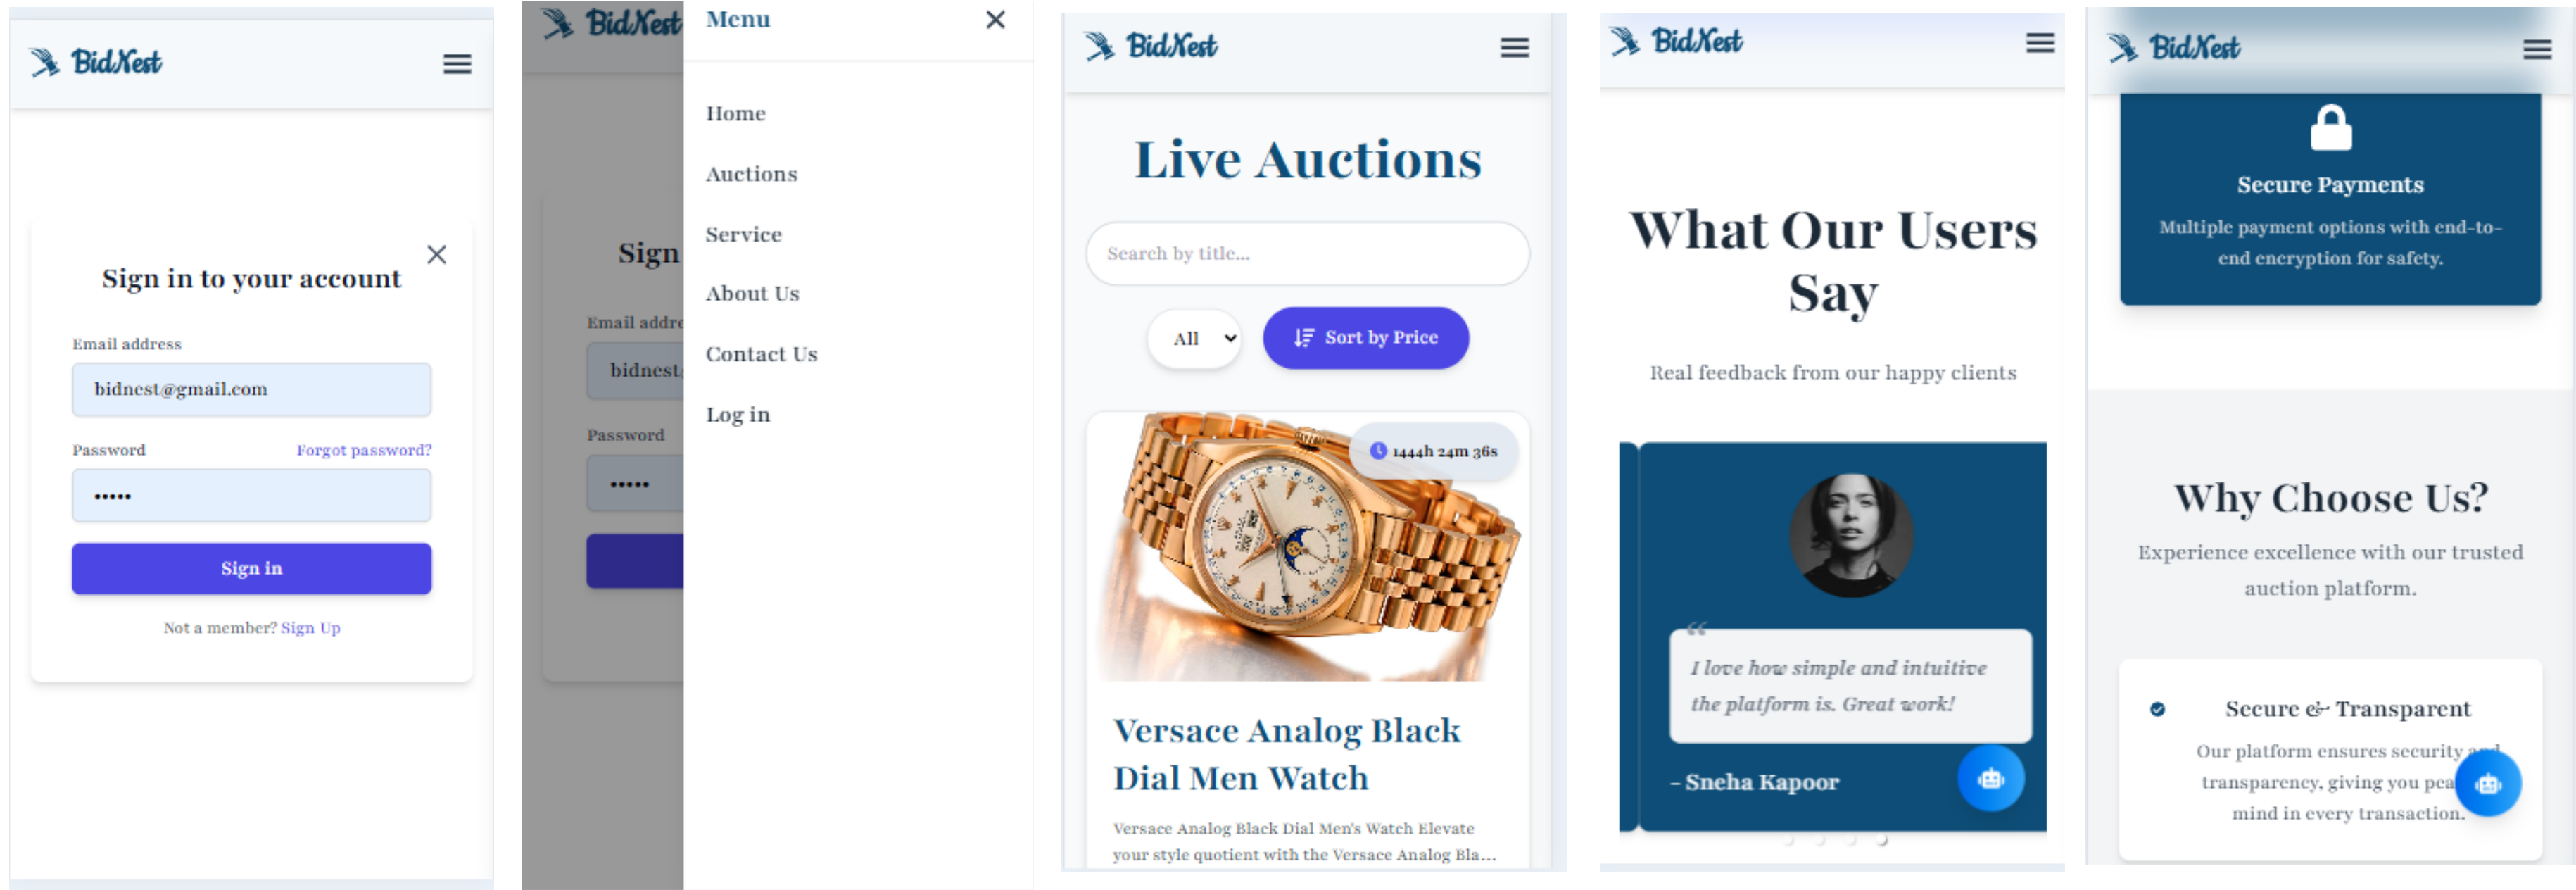 BidNest
Sign in to your account
Email address
bidnest@gmail.com
Password Forgot password?
•••••
Sign in
Not a member? Sign Up
BidNest
Menu
Home
Auctions
Service
About Us
Contact Us
Log in
Sign
Email addre
bidnest
Password
•••••
BidNest
Live Auctions
Search by title...
All
Sort by Price
1444h 24m 36s
Versace Analog Black
Dial Men Watch
Versace Analog Black Dial Men's Watch Elevate
your style quotient with the Versace Analog Bla...
BidNest
What Our Users
Say
Real feedback from our happy clients
“
I love how simple and intuitive
the platform is. Great work!
- Sneha Kapoor
BidNest
Secure Payments
Multiple payment options with end-to-
end encryption for safety.
Why Choose Us?
Experience excellence with our trusted
auction platform.
Secure & Transparent
Our platform ensures security and
transparency, giving you pea
mind in every transaction.